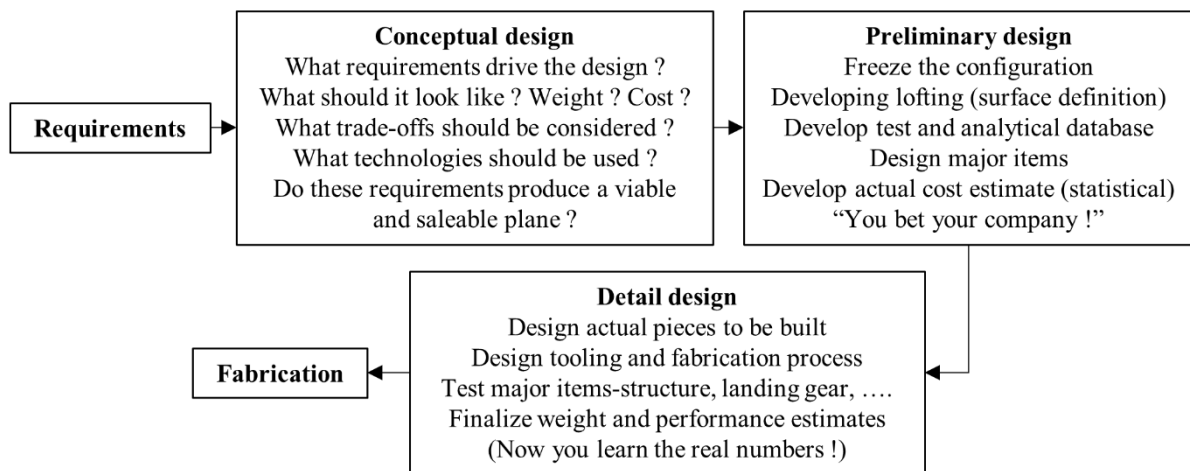 Requirements
Conceptual design
What requirements drive the design ?
What should it look like ? Weight ? Cost ?
What trade-offs should be considered ?
What technologies should be used ?
Do these requirements produce a viable
and saleable plane ?
Preliminary design
Freeze the configuration
Developing lofting (surface definition)
Develop test and analytical database
Design major items
Develop actual cost estimate (statistical)
“You bet your company !”
Detail design
Design actual pieces to be built
Design tooling and fabrication process
Test major items-structure, landing gear, ….
Finalize weight and performance estimates
(Now you learn the real numbers !)
Fabrication